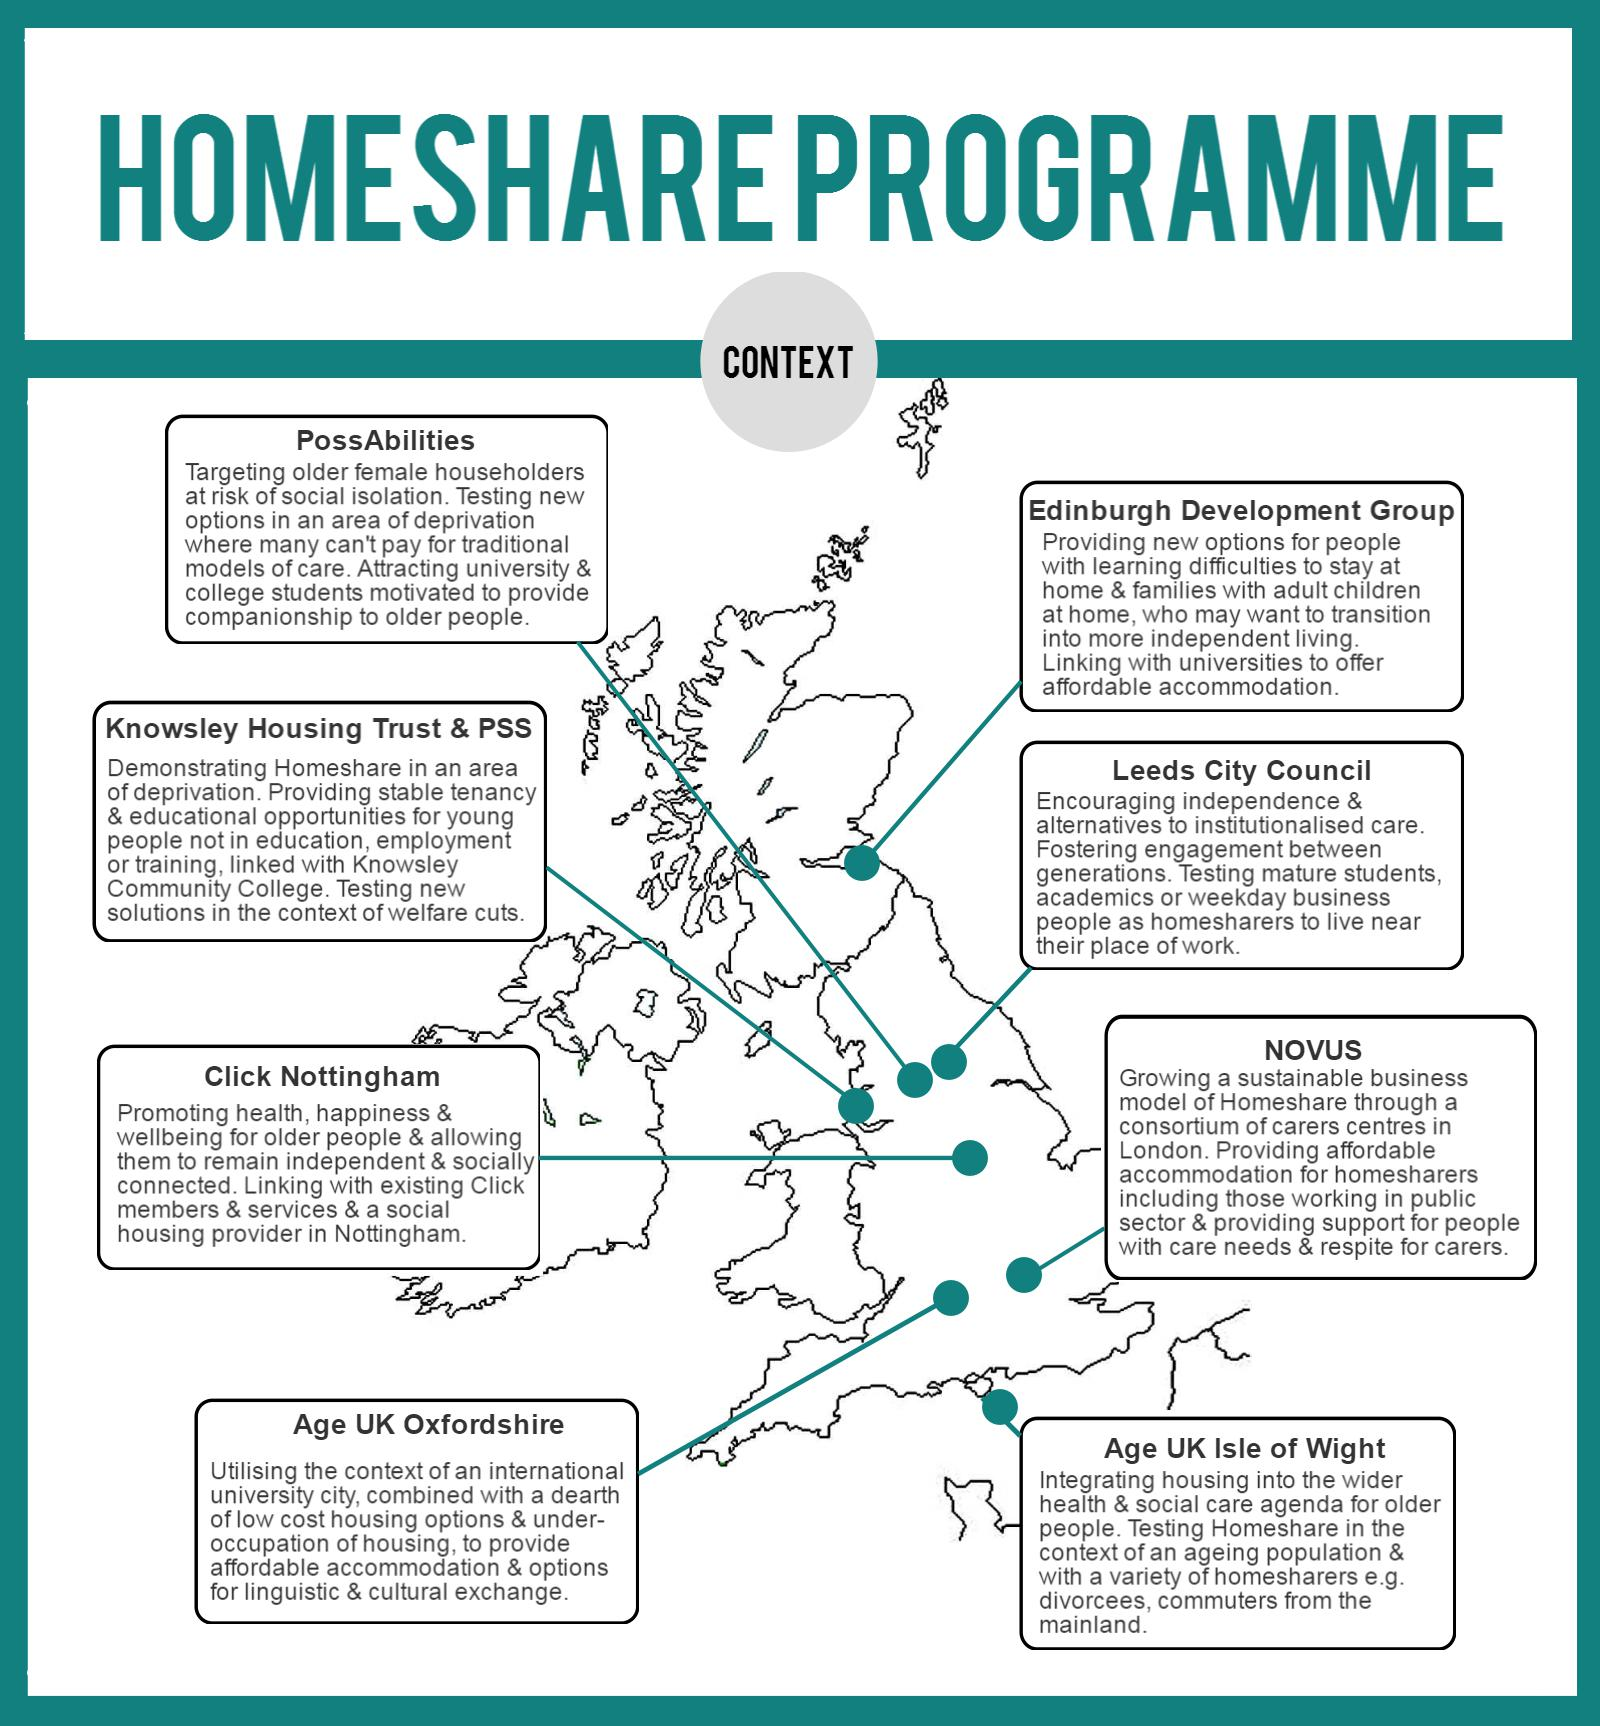 HOMESHARE PROGRAMME
CONTEXT
PossAbilities
Targeting older female householders
at risk of social isolation. Testing new
options in an area of deprivation
where many can't pay for traditional
models of care. Attracting university &
college students motivated to provide
companionship to older people.
Edinburgh Development Group
Providing new options for people
with learning difficulties to stay at
home & families with adult children
at home, who may want to transition
into more independent living.
Linking with universities to offer
affordable accommodation.
Knowsley Housing Trust & PSS
Demonstrating Homeshare in an area
of deprivation. Providing stable tenancy
& educational opportunities for young
people not in education, employment
or training, linked with Knowsley
Community College. Testing new
solutions in the context of welfare cuts.
Leeds City Council
Encouraging independence &
alternatives to institutionalised care.
Fostering engagement between
generations. Testing mature students,
academics or weekday business
people as homesharers to live near
their place of work.
Click Nottingham
Promoting health, happiness &
wellbeing for older people & allowing
them to remain independent & socially
connected. Linking with existing Click
members & services & a social
housing provider in Nottingham.
NOVUS
Growing a sustainable business
model of Homeshare through a
consortium of carers centres in
London. Providing affordable
accommodation for homesharers
including those working in public
sector & providing support for people
with care needs & respite for carers.
Age UK Oxfordshire
Utilising the context of an international
university city, combined with a dearth
of low cost housing options & under-
occupation of housing, to provide
affordable accommodation & options
for linguistic & cultural exchange.
Age UK Isle of Wight
Integrating housing into the wider
health & social care agenda for older
people. Testing Homeshare in the
context of an ageing population &
with a variety of homesharers e.g.
divorcees, commuters from the
mainland.